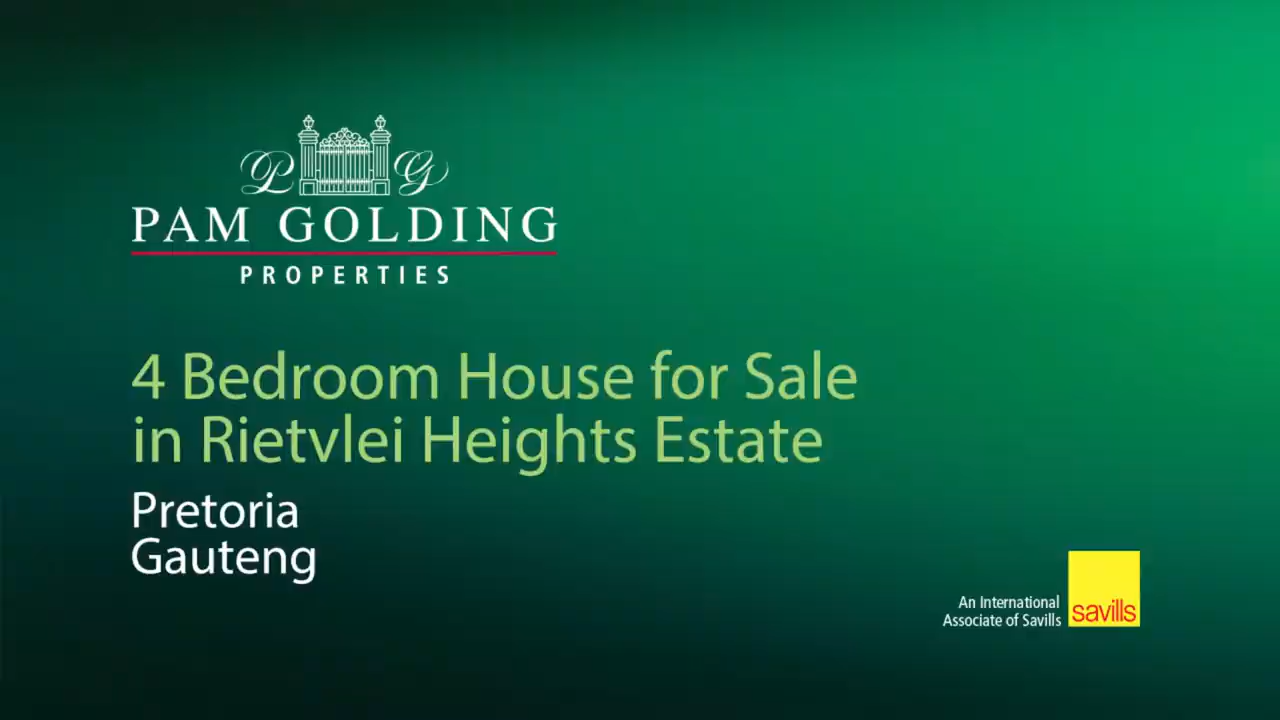 P G
PAM GOLDING
PROPERTIES
4 Bedroom House for Sale
in Rietvlei Heights Estate
Pretoria
Gauteng
An International
Associate of Savills
savills